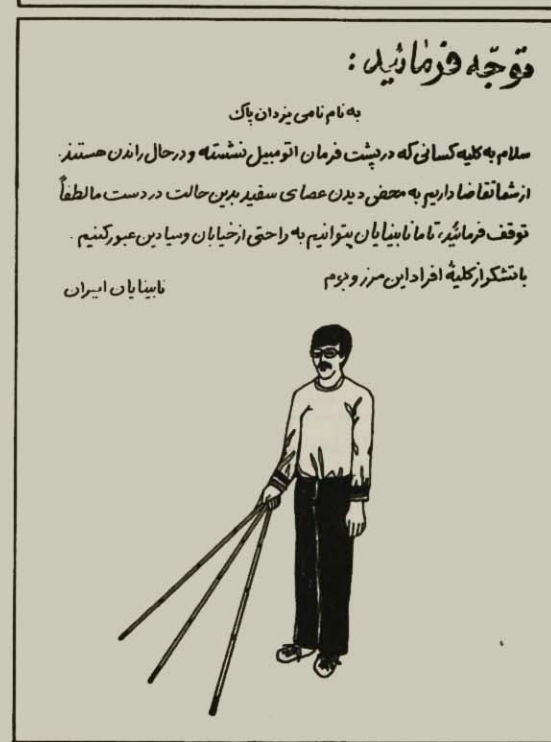 توجّه فرمائید :
به نام نامی یزدان پاک
سلام به کلیه کسانی که در پشت فرمان اتومبیل نشسته و در حال راندن هستند.
از شما تقاضا داریم به محض دیدن عصای سفید بدین حالت در دست ما لطفاً
توقف فرمائید، تا ما نابینایان بتوانیم به راحتی از خیابان و میادین عبور کنیم .
با تشکر از کلیهٔ افراد این مرز و بوم
نابینایان ایران